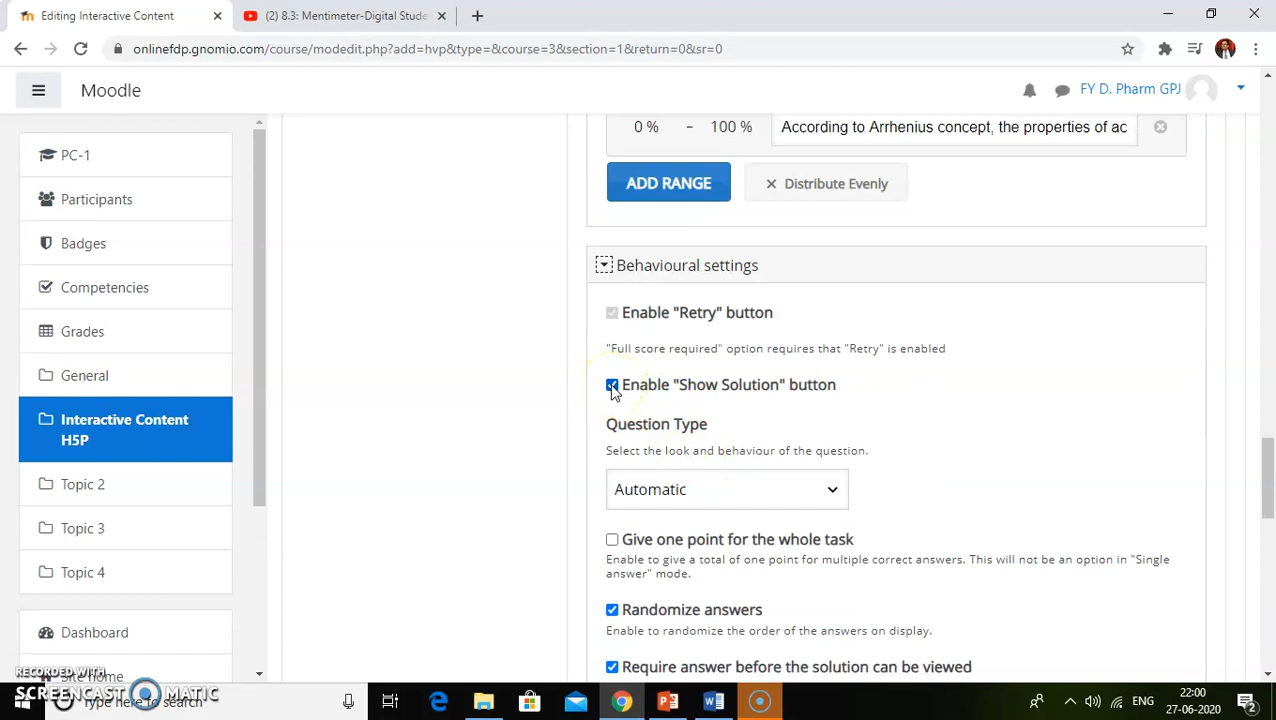 Editing Interactive Content
(2) 8.3: Mentimeter-Digital Stude
onlinefdp.gnomio.com/course/modedit.php?add=hvp&type=&course=3&section=1&return=0&sr=0
Moodle
FY D. Pharm GPJ
PC-1
Participants
Badges
Competencies
Grades
General
Interactive Content
H5P
Topic 2
Topic 3
Topic 4
Dashboard
Site home
0 % – 100 % According to Arrhenius concept, the properties of ac
ADD RANGE
Distribute Evenly
Behavioural settings
Enable "Retry" button
"Full score required" option requires that "Retry" is enabled
Enable "Show Solution" button
Question Type
Select the look and behaviour of the question.
Automatic
Give one point for the whole task
Enable to give a total of one point for multiple correct answers. This will not be an option in "Single
answer" mode.
Randomize answers
Enable to randomize the order of the answers on display.
Require answer before the solution can be viewed
RECORDED WITH
SCREENCAST MATIC
Type here to search
ENG
22:00
27-06-2020
2